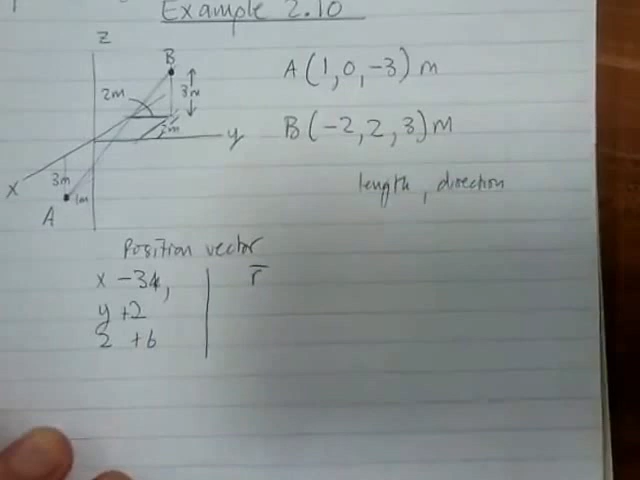 Example 2.10
z
B
A (1, 0, -3) m
2m
3m
B (-2, 2, 3) m
2m
y
x
3m
length, direction
A
1m
Position vector
x -3
r̅
y +2
z +6